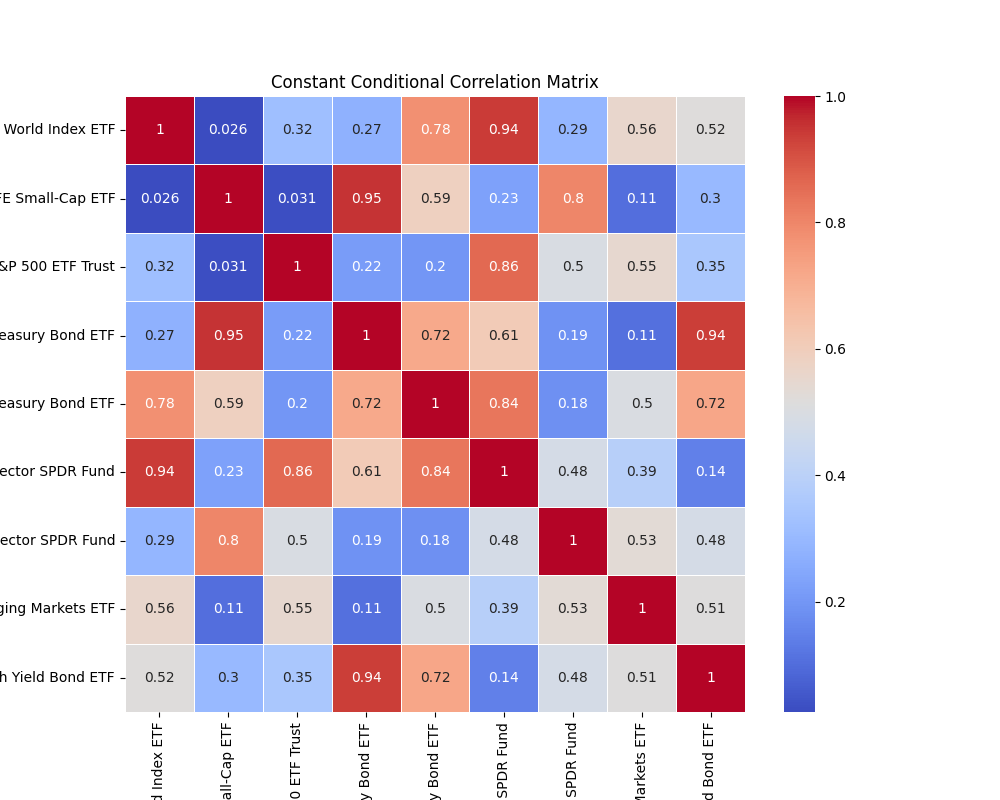 Constant Conditional Correlation Matrix
World Index ETF 1 0.026 0.32 0.27 0.78 0.94 0.29 0.56 0.52
FE Small-Cap ETF 0.026 1 0.031 0.95 0.59 0.23 0.8 0.11 0.3
&P 500 ETF Trust 0.32 0.031 1 0.22 0.2 0.86 0.5 0.55 0.35
easury Bond ETF 0.27 0.95 0.22 1 0.72 0.61 0.19 0.11 0.94
easury Bond ETF 0.78 0.59 0.2 0.72 1 0.84 0.18 0.5 0.72
ector SPDR Fund 0.94 0.23 0.86 0.61 0.84 1 0.48 0.39 0.14
ector SPDR Fund 0.29 0.8 0.5 0.19 0.18 0.48 1 0.53 0.48
ging Markets ETF 0.56 0.11 0.55 0.11 0.5 0.39 0.53 1 0.51
h Yield Bond ETF 0.52 0.3 0.35 0.94 0.72 0.14 0.48 0.51 1
d Index ETF
all-Cap ETF
0 ETF Trust
y Bond ETF
y Bond ETF
SPDR Fund
SPDR Fund
Markets ETF
d Bond ETF
1.0
0.8
0.6
0.4
0.2